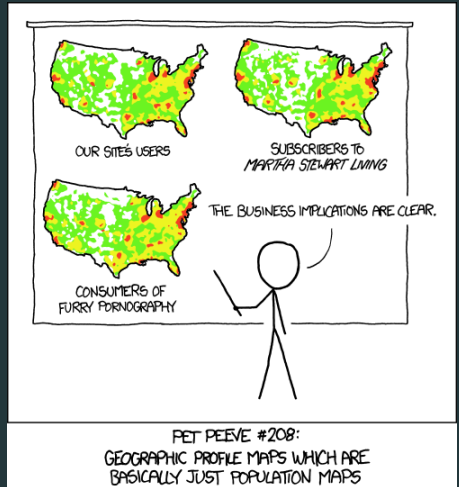 OUR SITE'S USERS
SUBSCRIBERS TO
MARTHA STEWART LIVING
CONSUMERS OF
FURRY PORNOGRAPHY
THE BUSINESS IMPLICATIONS ARE CLEAR.
PET PEEVE #208:
GEOGRAPHIC PROFILE MAPS WHICH ARE
BASICALLY JUST POPULATION MAPS